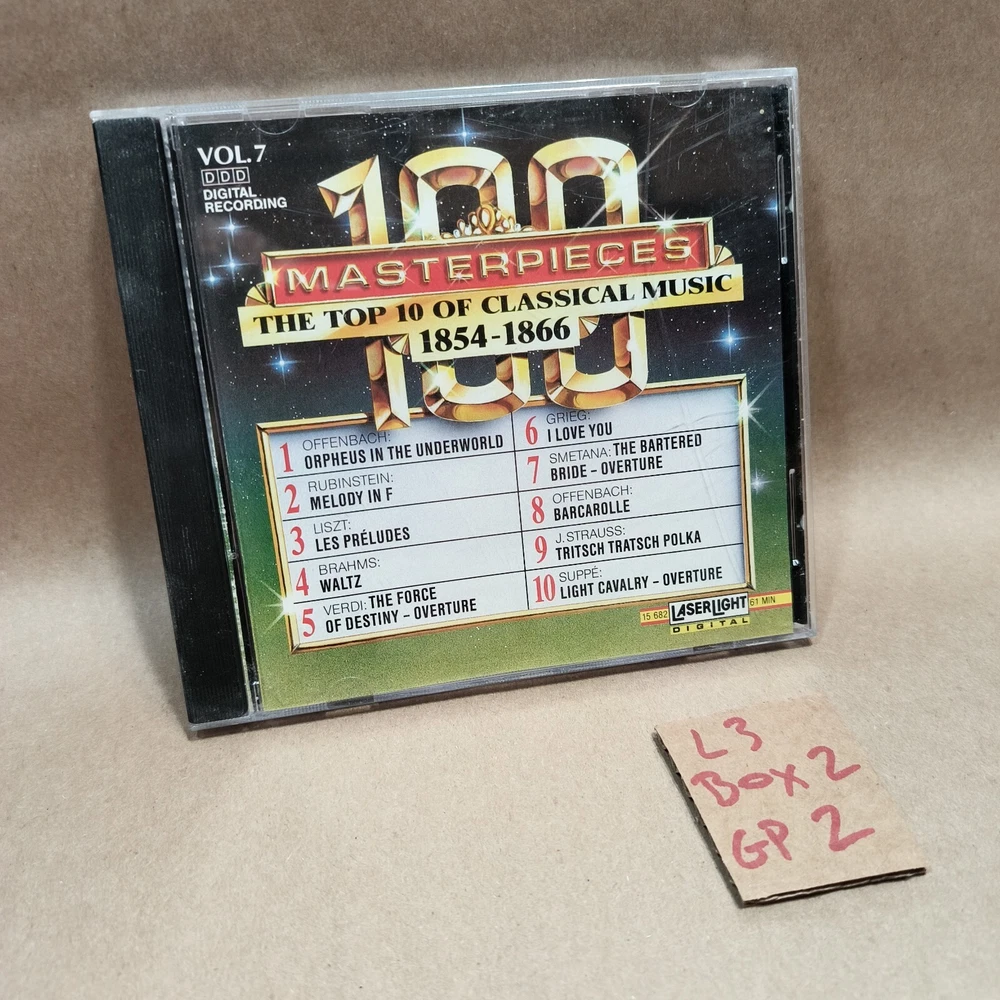 VOL.7
DDD
DIGITAL
RECORDING
100
MASTERPIECES
THE TOP 10 OF CLASSICAL MUSIC
1854-1866
100
1 OFFENBACH:
ORPHEUS IN THE UNDERWORLD
2 RUBINSTEIN:
MELODY IN F
3 LISZT:
LES PRÉLUDES
4 BRAHMS:
WALTZ
5 VERDI: THE FORCE
OF DESTINY – OVERTURE
6 GRIEG:
I LOVE YOU
7 SMETANA: THE BARTERED
BRIDE – OVERTURE
8 OFFENBACH:
BARCAROLLE
9 J. STRAUSS:
TRITSCH TRATSCH POLKA
10 SUPPÉ:
LIGHT CAVALRY – OVERTURE
15 682 LASERLIGHT 61 MIN
DIGITAL
L3
BOX 2
GP 2